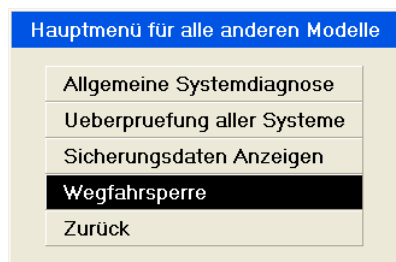 Hauptmenü für alle anderen Modelle
Allgemeine Systemdiagnose
Ueberpruefung aller Systeme
Sicherungsdaten Anzeigen
Wegfahrsperre
Zurück